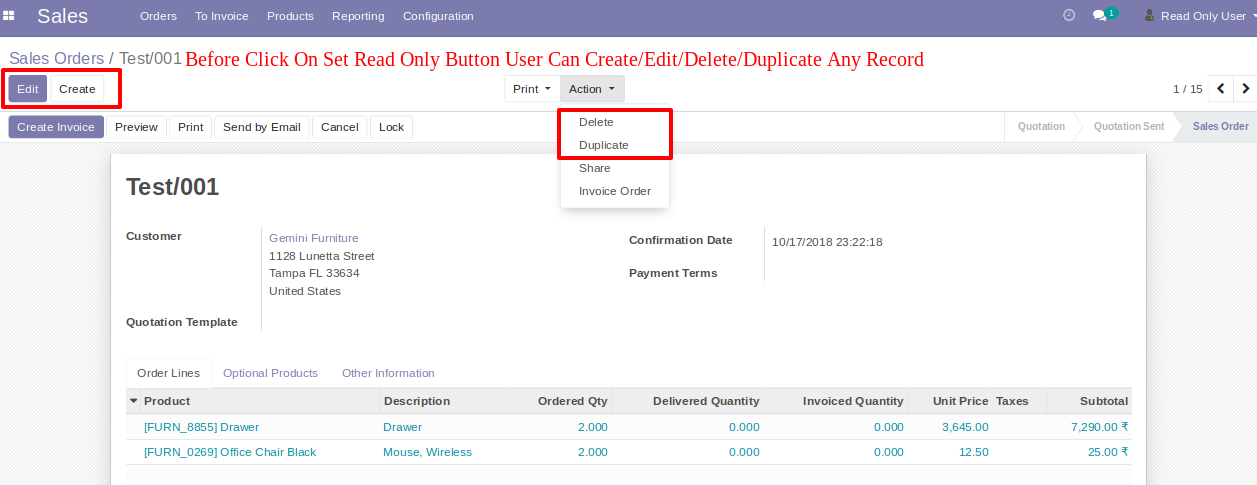 Sales Orders To Invoice Products Reporting Configuration 1 Read Only User
Sales Orders / Test/001 Before Click On Set Read Only Button User Can Create/Edit/Delete/Duplicate Any Record
Edit Create Print Action 1 / 15
Delete
Duplicate
Share
Invoice Order
Create Invoice Preview Print Send by Email Cancel Lock Quotation Quotation Sent Sales Order
Test/001
Customer
Gemini Furniture
1128 Lunetta Street
Tampa FL 33634
United States
Quotation Template
Confirmation Date 10/17/2018 23:22:18
Payment Terms
Order Lines Optional Products Other Information
Product Description Ordered Qty Delivered Quantity Invoiced Quantity Unit Price Taxes Subtotal
[FURN_8855] Drawer Drawer 2.000 0.000 0.000 3,645.00 7,290.00 ₹
[FURN_0269] Office Chair Black Mouse, Wireless 2.000 0.000 0.000 12.50 25.00 ₹